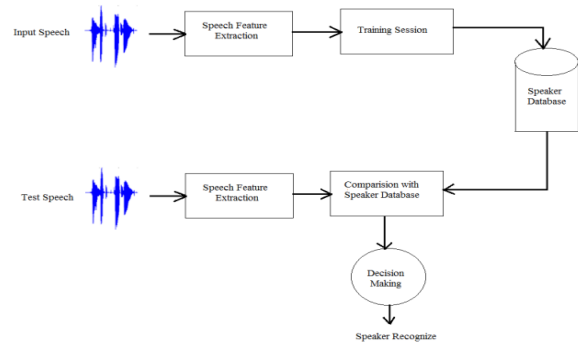 Input Speech
Speech Feature
Extraction
Training Session
Speaker
Database
Test Speech
Speech Feature
Extraction
Comparision with
Speaker Database
Decision
Making
Speaker Recognize